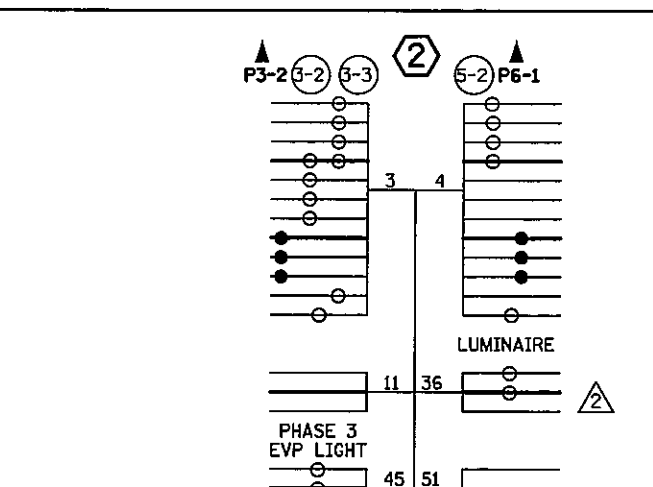 2
P3-2 3-2 3-3 5-2 P6-1
3 4
LUMINAIRE
11 36
2
PHASE 3
EVP LIGHT
45 51